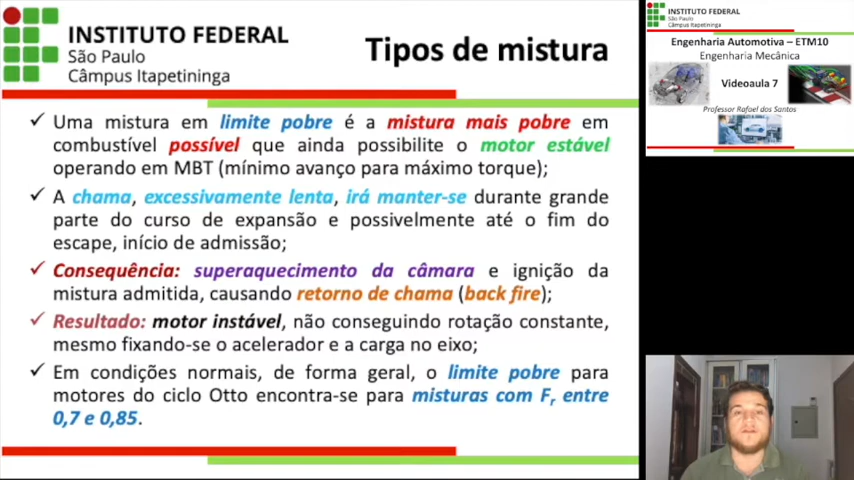 INSTITUTO FEDERAL
São Paulo
Câmpus Itapetininga
Tipos de mistura
✓ Uma mistura em limite pobre é a mistura mais pobre em
combustível possível que ainda possibilite o motor estável
operando em MBT (mínimo avanço para máximo torque);
✓ A chama, excessivamente lenta, irá manter-se durante grande
parte do curso de expansão e possivelmente até o fim do
escape, início de admissão;
✓ Consequência: superaquecimento da câmara e ignição da
mistura admitida, causando retorno de chama (back fire);
✓ Resultado: motor instável, não conseguindo rotação constante,
mesmo fixando-se o acelerador e a carga no eixo;
✓ Em condições normais, de forma geral, o limite pobre para
motores do ciclo Otto encontra-se para misturas com Fr entre
0,7 e 0,85.
INSTITUTO FEDERAL
São Paulo
Câmpus Itapetininga
Engenharia Automotiva – ETM10
Engenharia Mecânica
Videoaula 7
Professor Rafael dos Santos